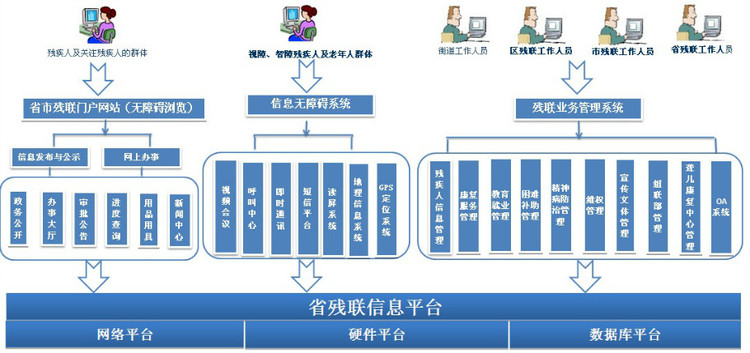 残疾人及关注残疾人的群体
视障、智障残疾人及老年人群体
街道工作人员
区残联工作人员
市残联工作人员
省残联工作人员
省市残联门户网站（无障碍浏览）
信息无障碍系统
残联业务管理系统
信息发布与公示
网上办事
政务公开
办事大厅
审批公告
进度查询
用品用具
新闻中心
视频会议
呼叫中心
即时通讯
短信平台
读屏系统
地理信息系统
GPS定位系统
残疾人信息管理
康复服务管理
教育就业管理
困难补助管理
精神病防治管理
维权管理
宣传文体管理
组联部管理
聋儿康复中心管理
OA系统
省残联信息平台
网络平台
硬件平台
数据库平台